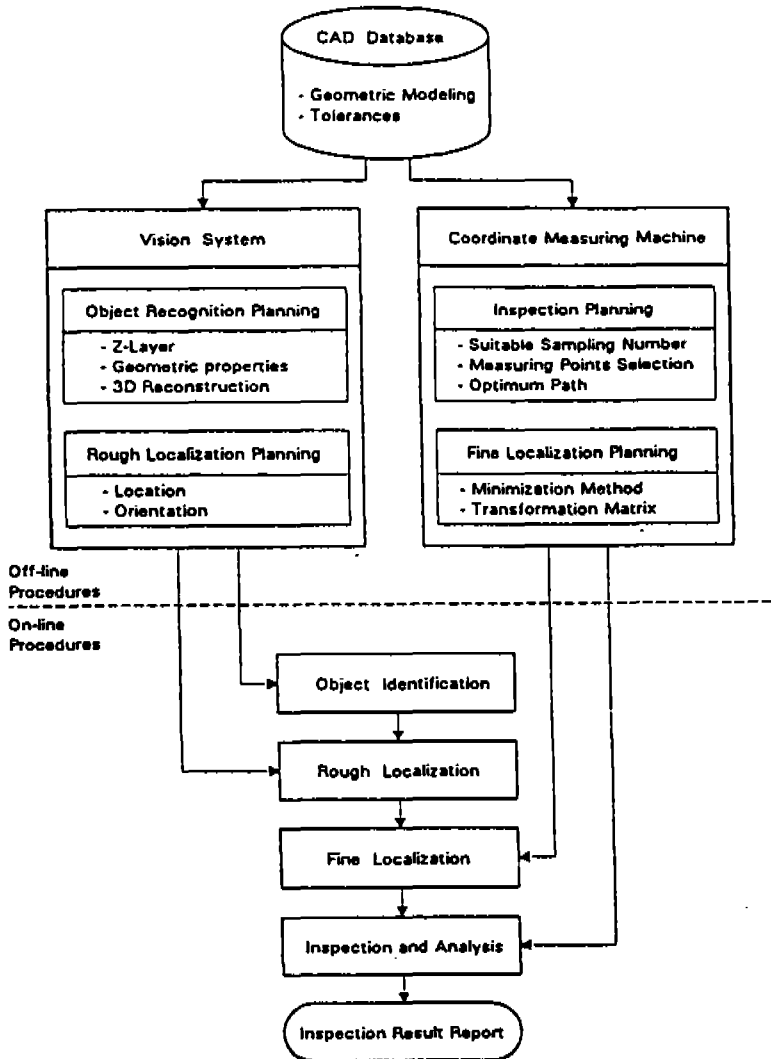 CAD Database
- Geometric Modeling
- Tolerances
Vision System
Object Recognition Planning
- Z-Layer
- Geometric properties
- 3D Reconstruction
Rough Localization Planning
- Location
- Orientation
Coordinate Measuring Machine
Inspection Planning
- Suitable Sampling Number
- Measuring Points Selection
- Optimum Path
Fine Localization Planning
- Minimization Method
- Transformation Matrix
Off-line
Procedures
On-line
Procedures
Object Identification
Rough Localization
Fine Localization
Inspection and Analysis
Inspection Result Report